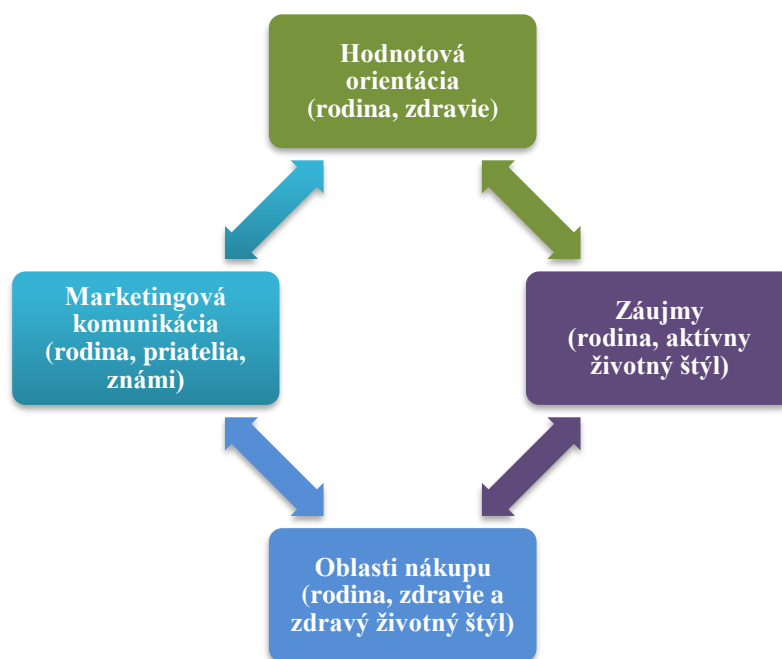 Hodnotová
orientácia
(rodina, zdravie)
Marketingová
komunikácia
(rodina, priatelia,
známi)
Záujmy
(rodina, aktívny
životný štýl)
Oblasti nákupu
(rodina, zdravie a
zdravý životný štýl)